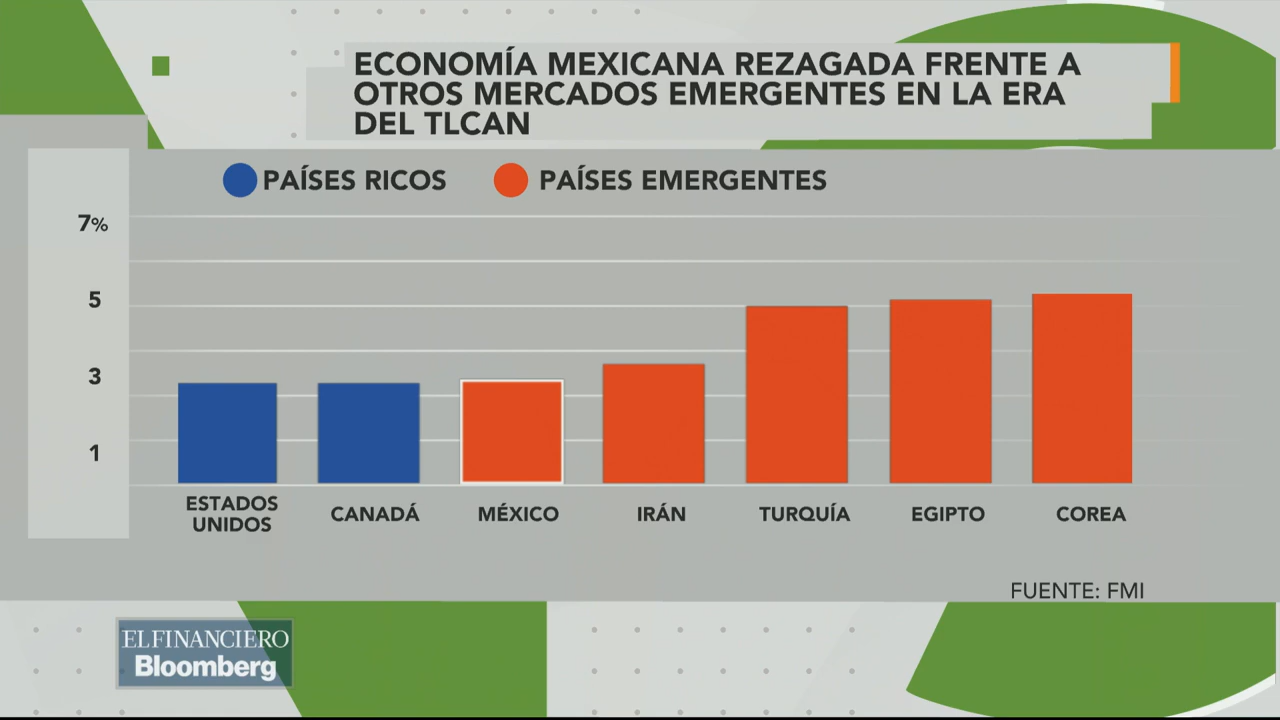 ECONOMÍA MEXICANA REZAGADA FRENTE A
OTROS MERCADOS EMERGENTES EN LA ERA
DEL TLCAN
PAÍSES RICOS
PAÍSES EMERGENTES
7%
5
3
1
ESTADOS
UNIDOS
CANADÁ
MÉXICO
IRÁN
TURQUÍA
EGIPTO
COREA
FUENTE: FMI
EL FINANCIERO
Bloomberg